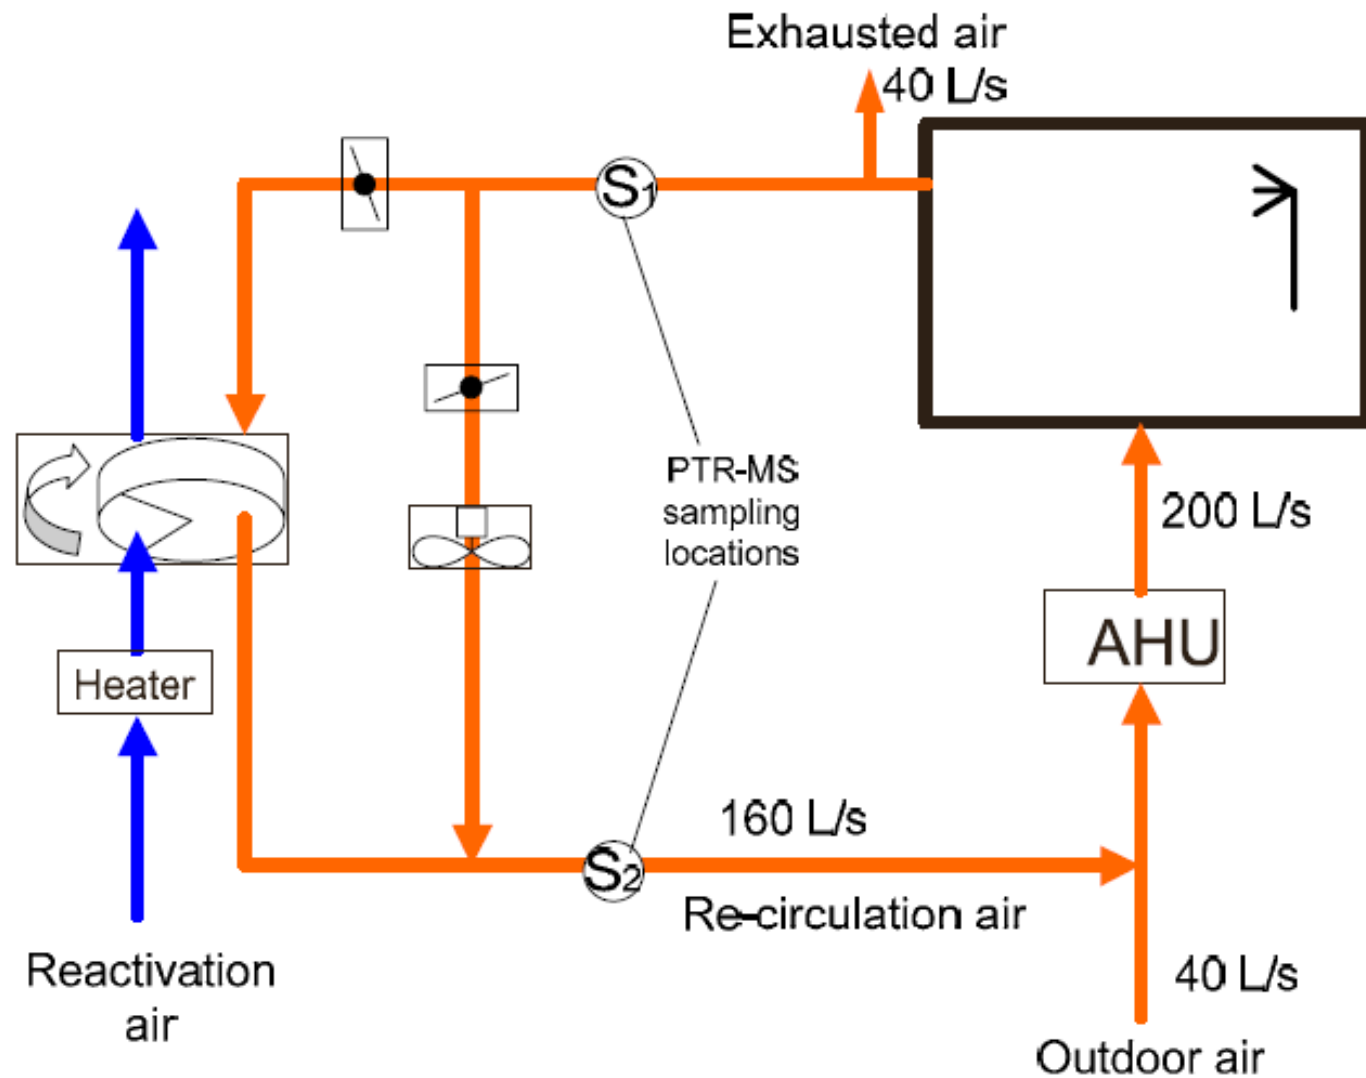 Exhausted air
40 L/s
S1
PTR-MS
sampling
locations
200 L/s
AHU
Heater
160 L/s
S2
Re-circulation air
Reactivation
air
40 L/s
Outdoor air